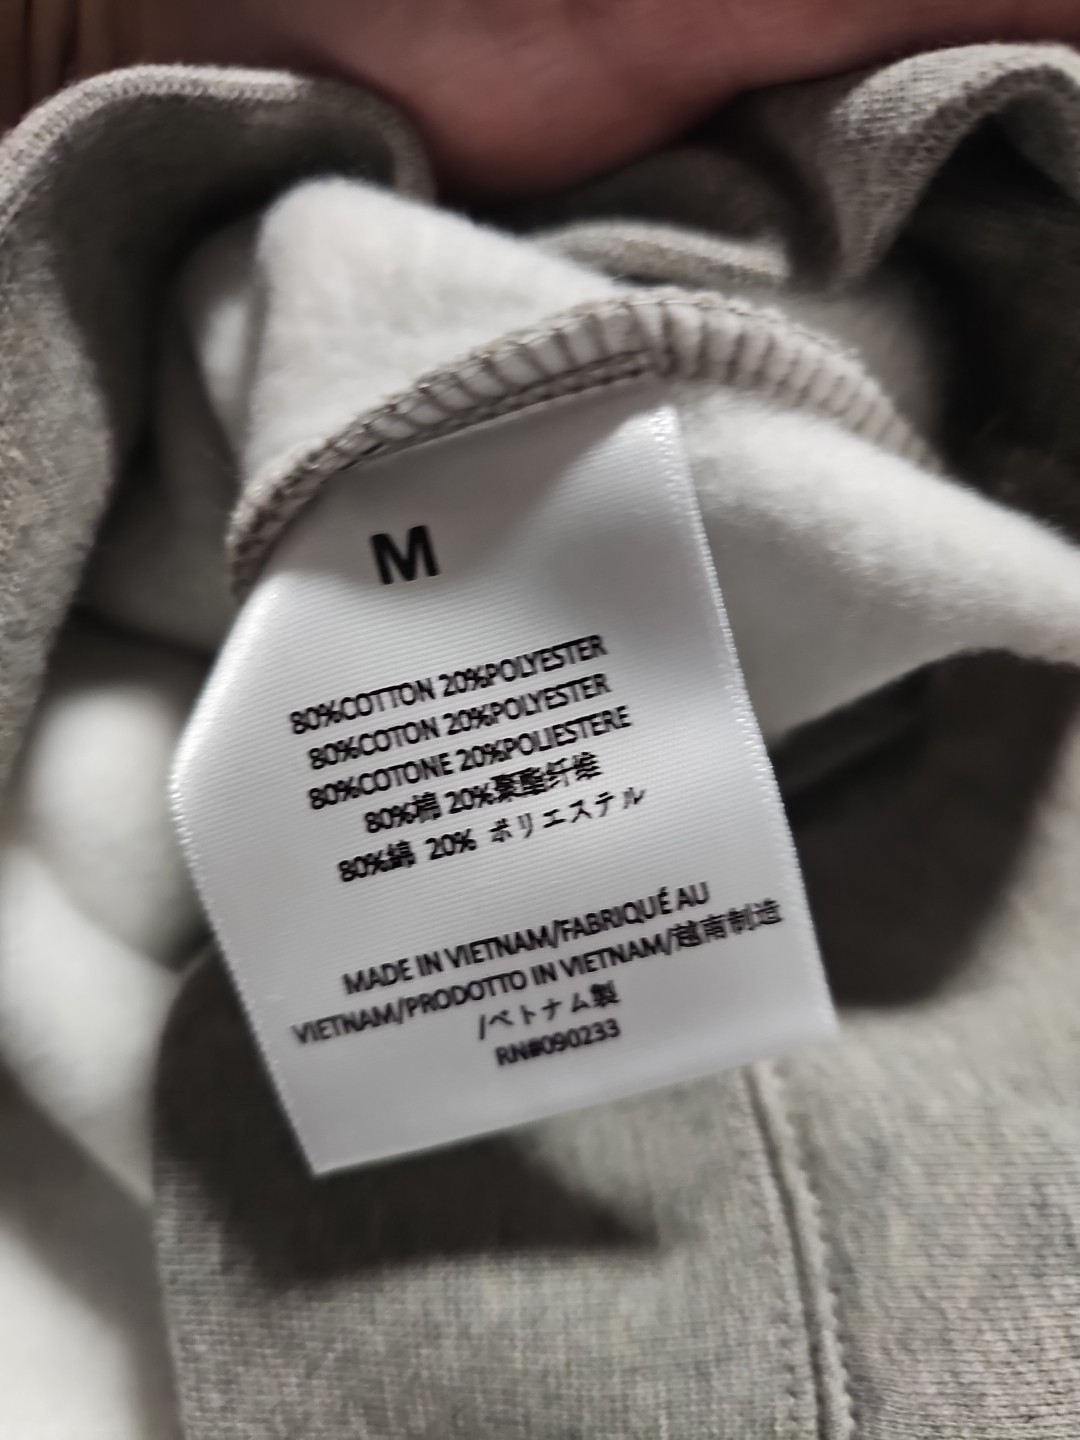 M
80%COTTON 20%POLYESTER
80%COTON 20%POLYESTER
80%COTONE 20%POLIESTERE
80%棉 20%聚酯纤维
80%綿 20% ポリエステル
MADE IN VIETNAM/FABRIQUÉ AU
VIETNAM/PRODOTTO IN VIETNAM/越南制造
/ベトナム製
RN#090233